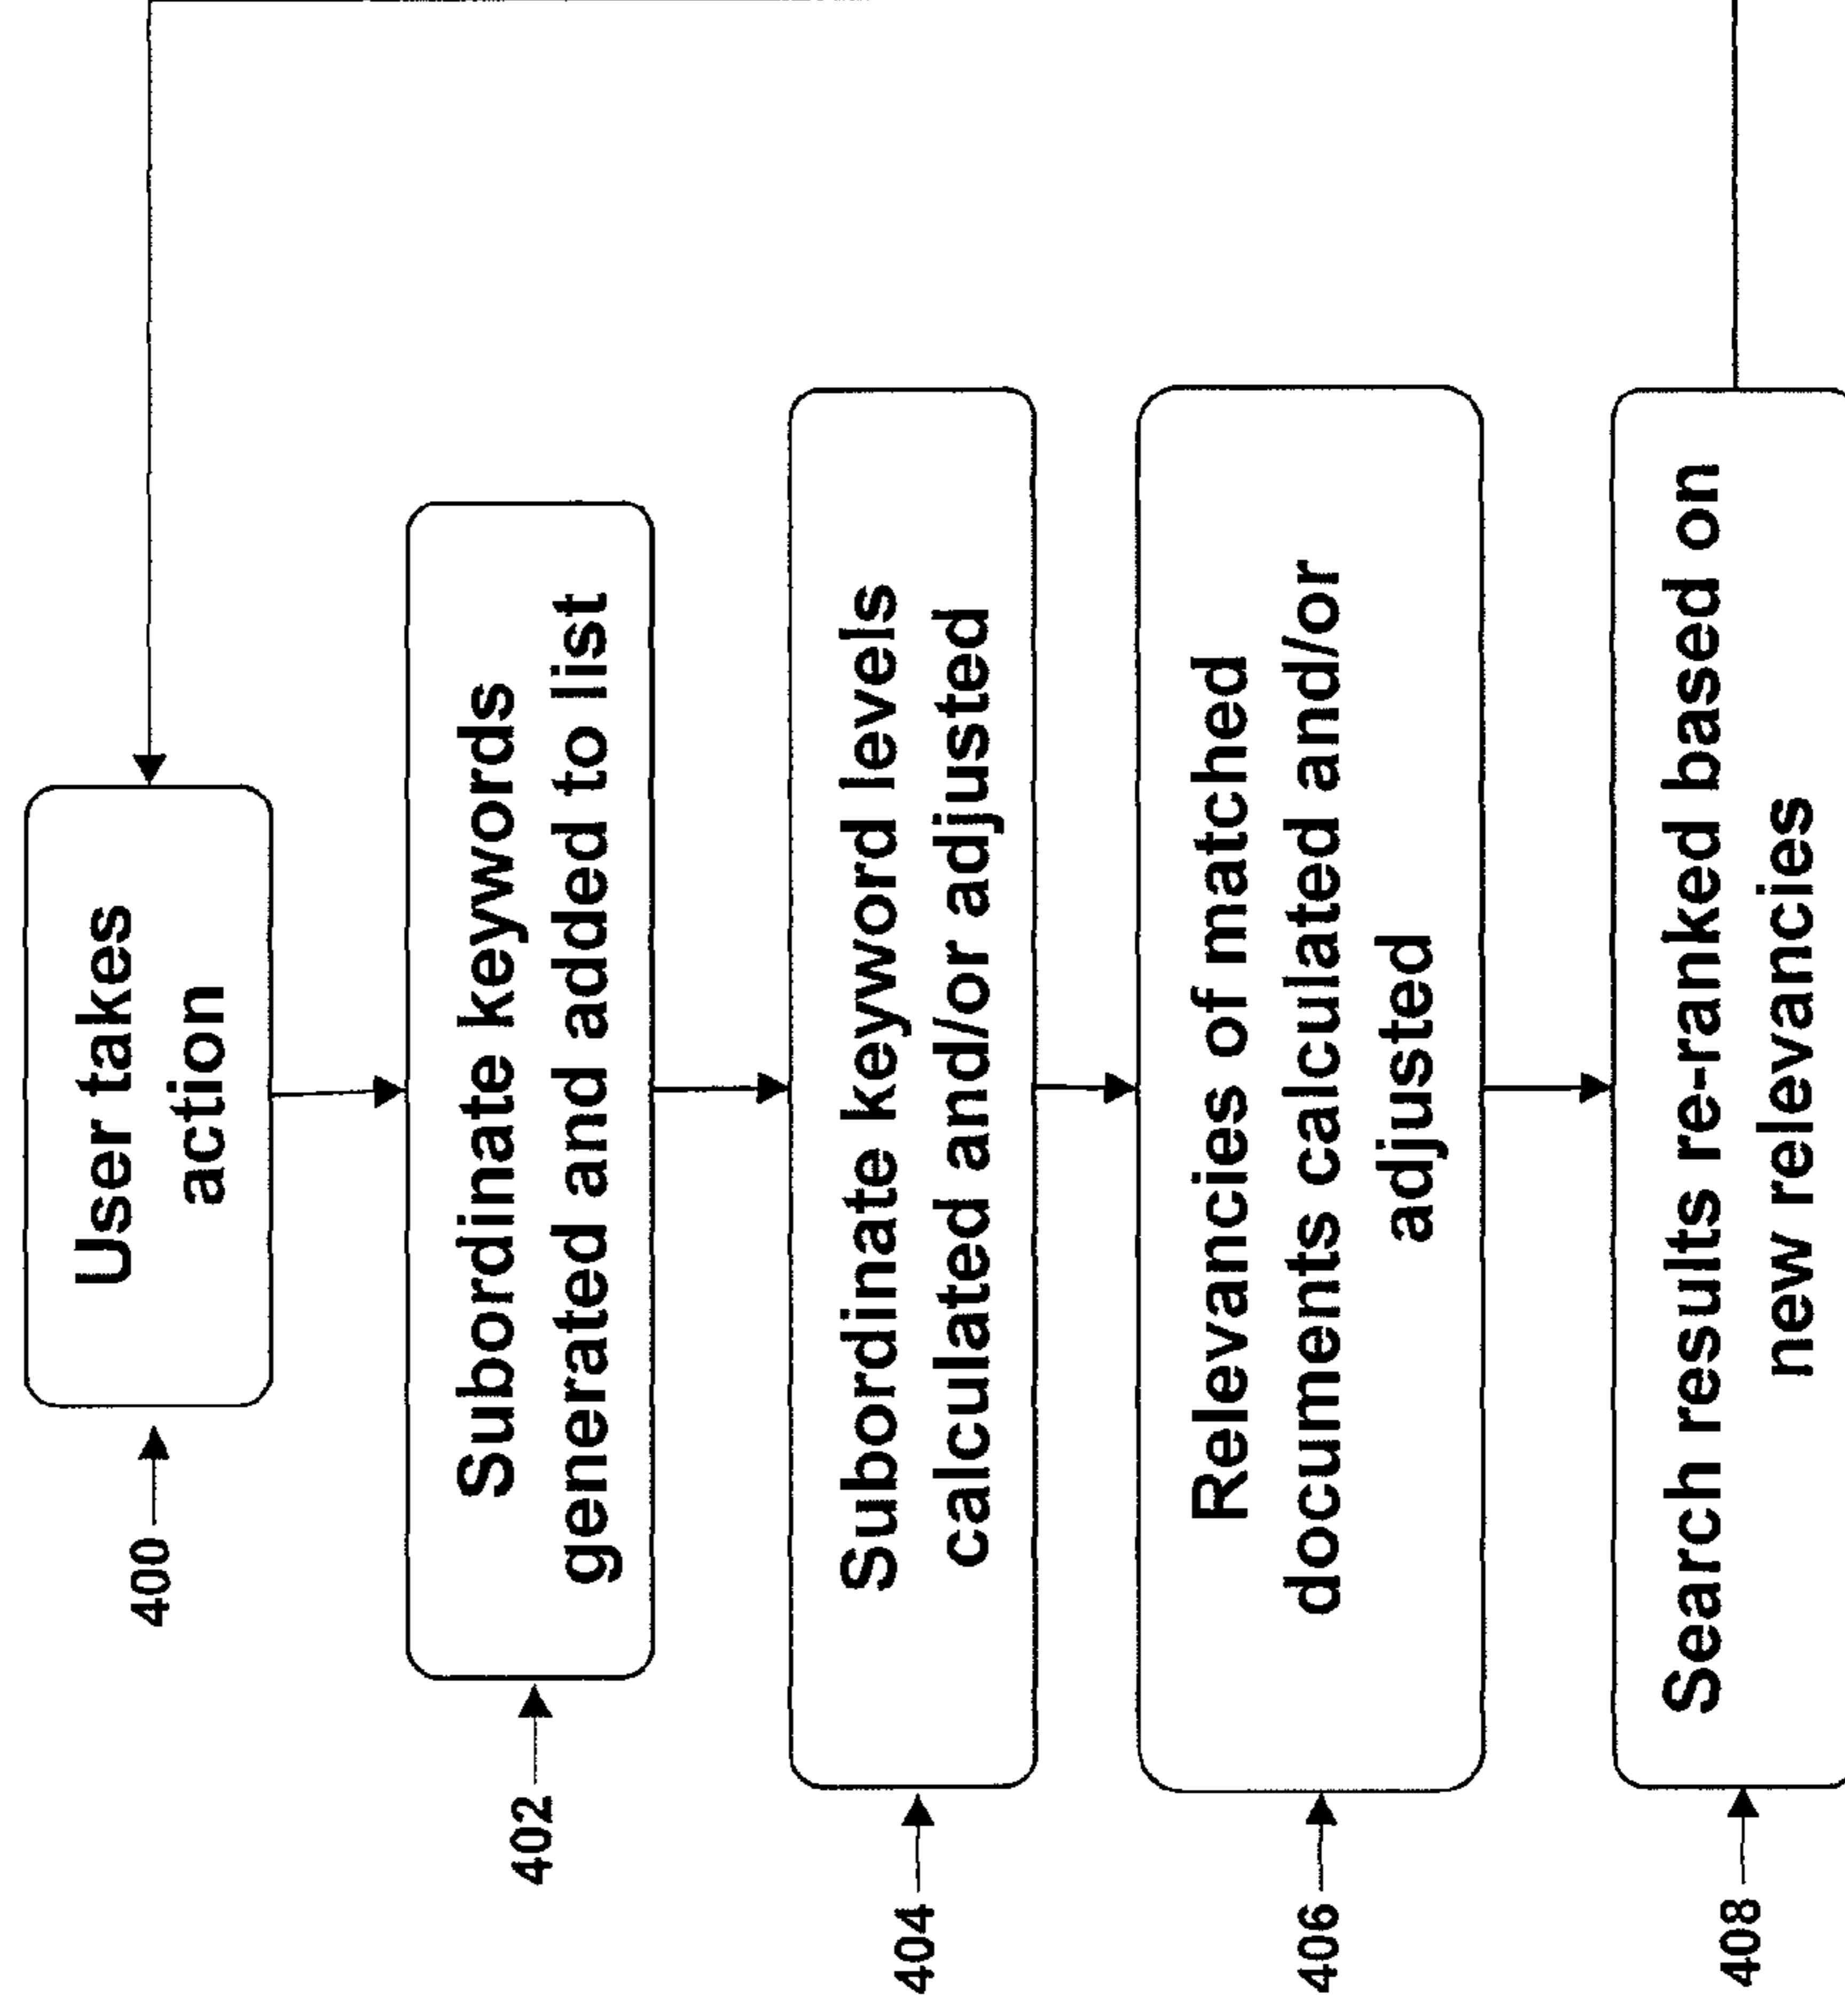 400
User takes
action
402
Subordinate keywords
generated and added to list
404
Subordinate keyword levels
calculated and/or adjusted
406
Relevancies of matched
documents calculated and/or
adjusted
408
Search results re-ranked based on
new relevancies